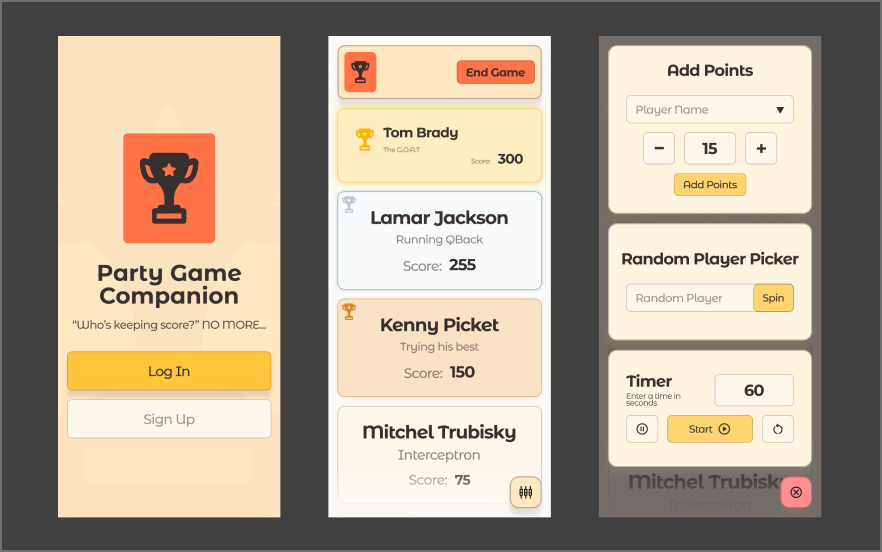 Party Game
Companion
“Who's keeping score?” NO MORE...
Log In
Sign Up
End Game
Tom Brady
The G.O.A.T
Score: 300
Lamar Jackson
Running QBack
Score: 255
Kenny Picket
Trying his best
Score: 150
Mitchel Trubisky
Interceptron
Score: 75
Add Points
Player Name
15
Add Points
Random Player Picker
Random Player
Spin
Timer
Enter a time in
seconds
60
Start
Mitchel Trubisky
Interceptron